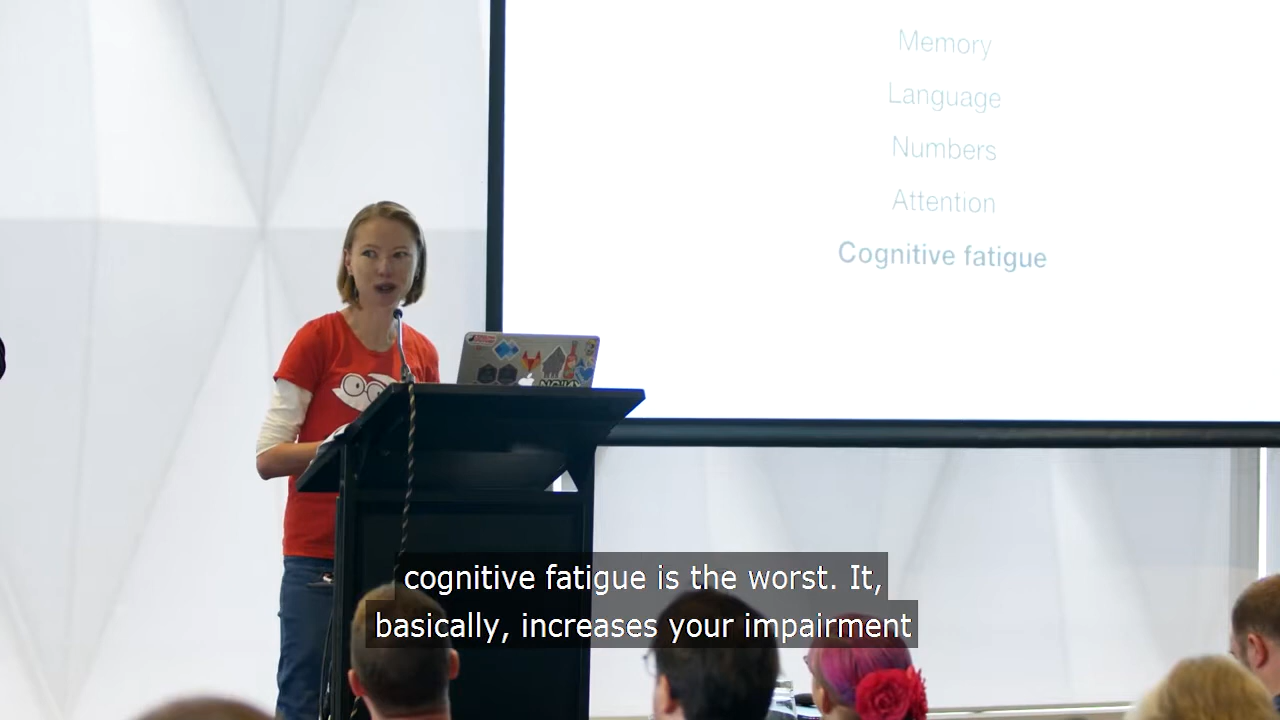 Memory
Language
Numbers
Attention
Cognitive fatigue
cognitive fatigue is the worst. It,
basically, increases your impairment